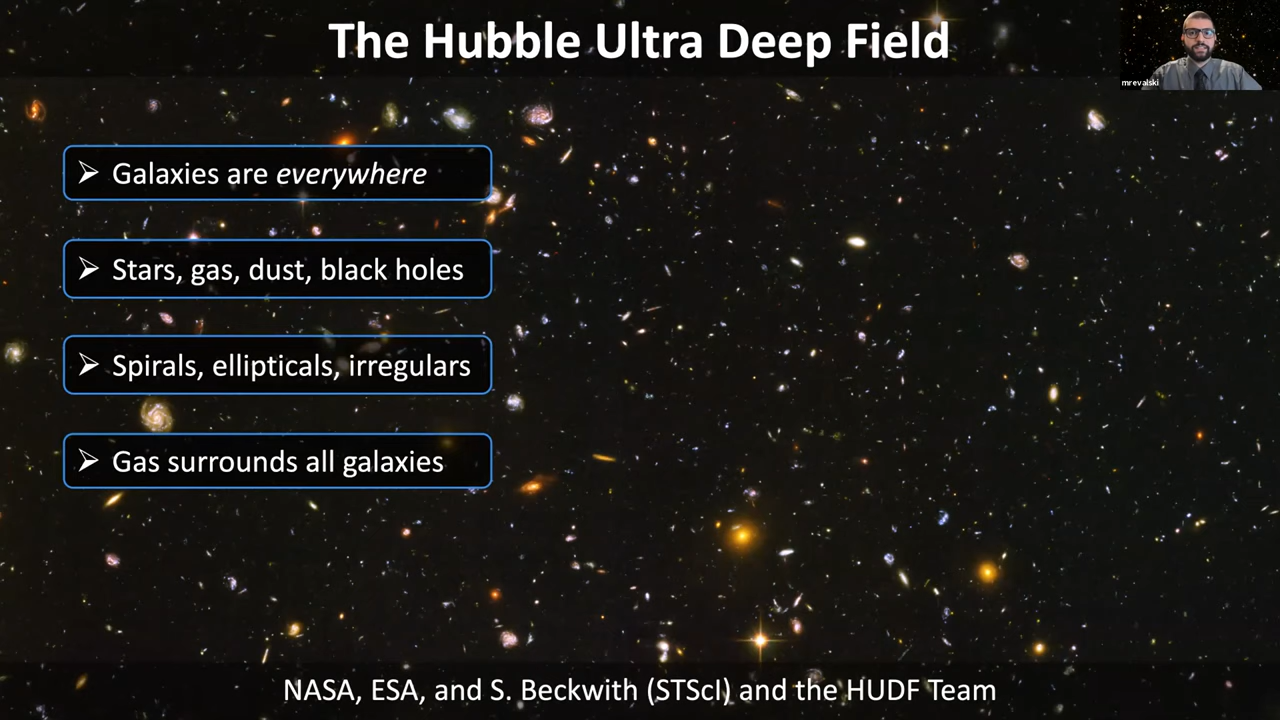 The Hubble Ultra Deep Field
mrevalski
➢ Galaxies are everywhere
➢ Stars, gas, dust, black holes
➢ Spirals, ellipticals, irregulars
➢ Gas surrounds all galaxies
NASA, ESA, and S. Beckwith (STScI) and the HUDF Team